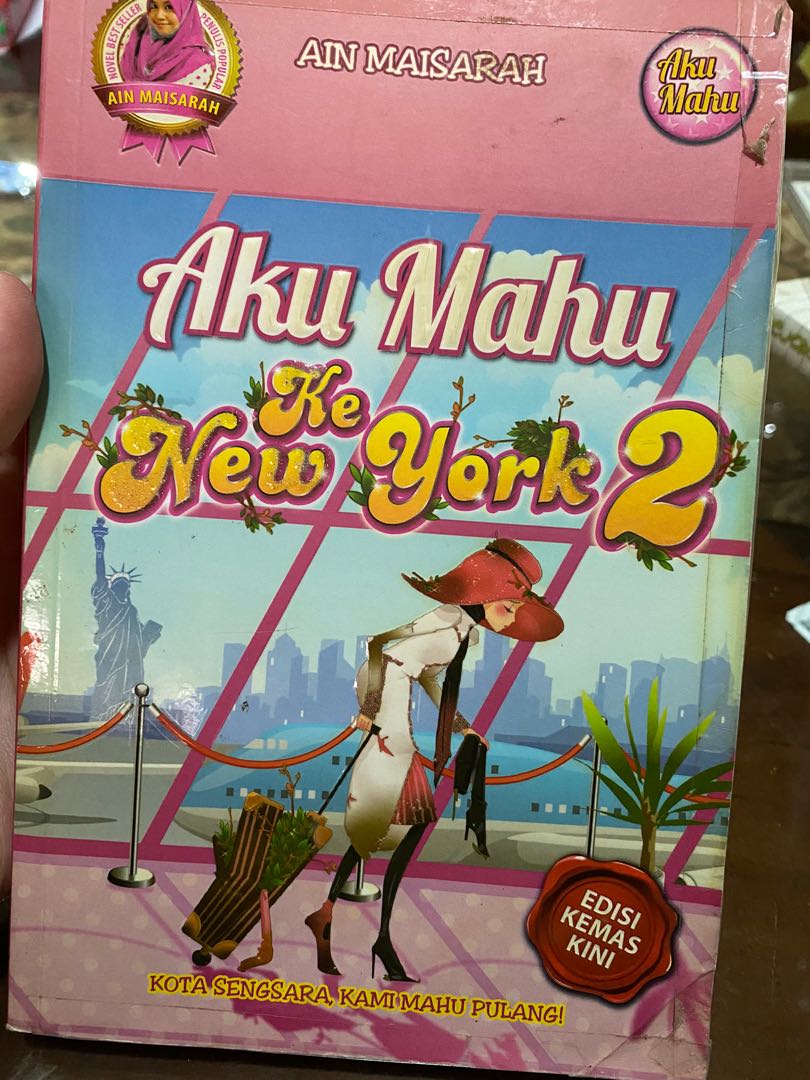 NOVEL BEST SELLER
PENULIS POPULAR
AIN MAISARAH
AIN MAISARAH
Aku
Mahu
Aku Mahu
Ke
New York 2
EDISI
KEMAS
KINI
KOTA SENGSARA, KAMI MAHU PULANG!